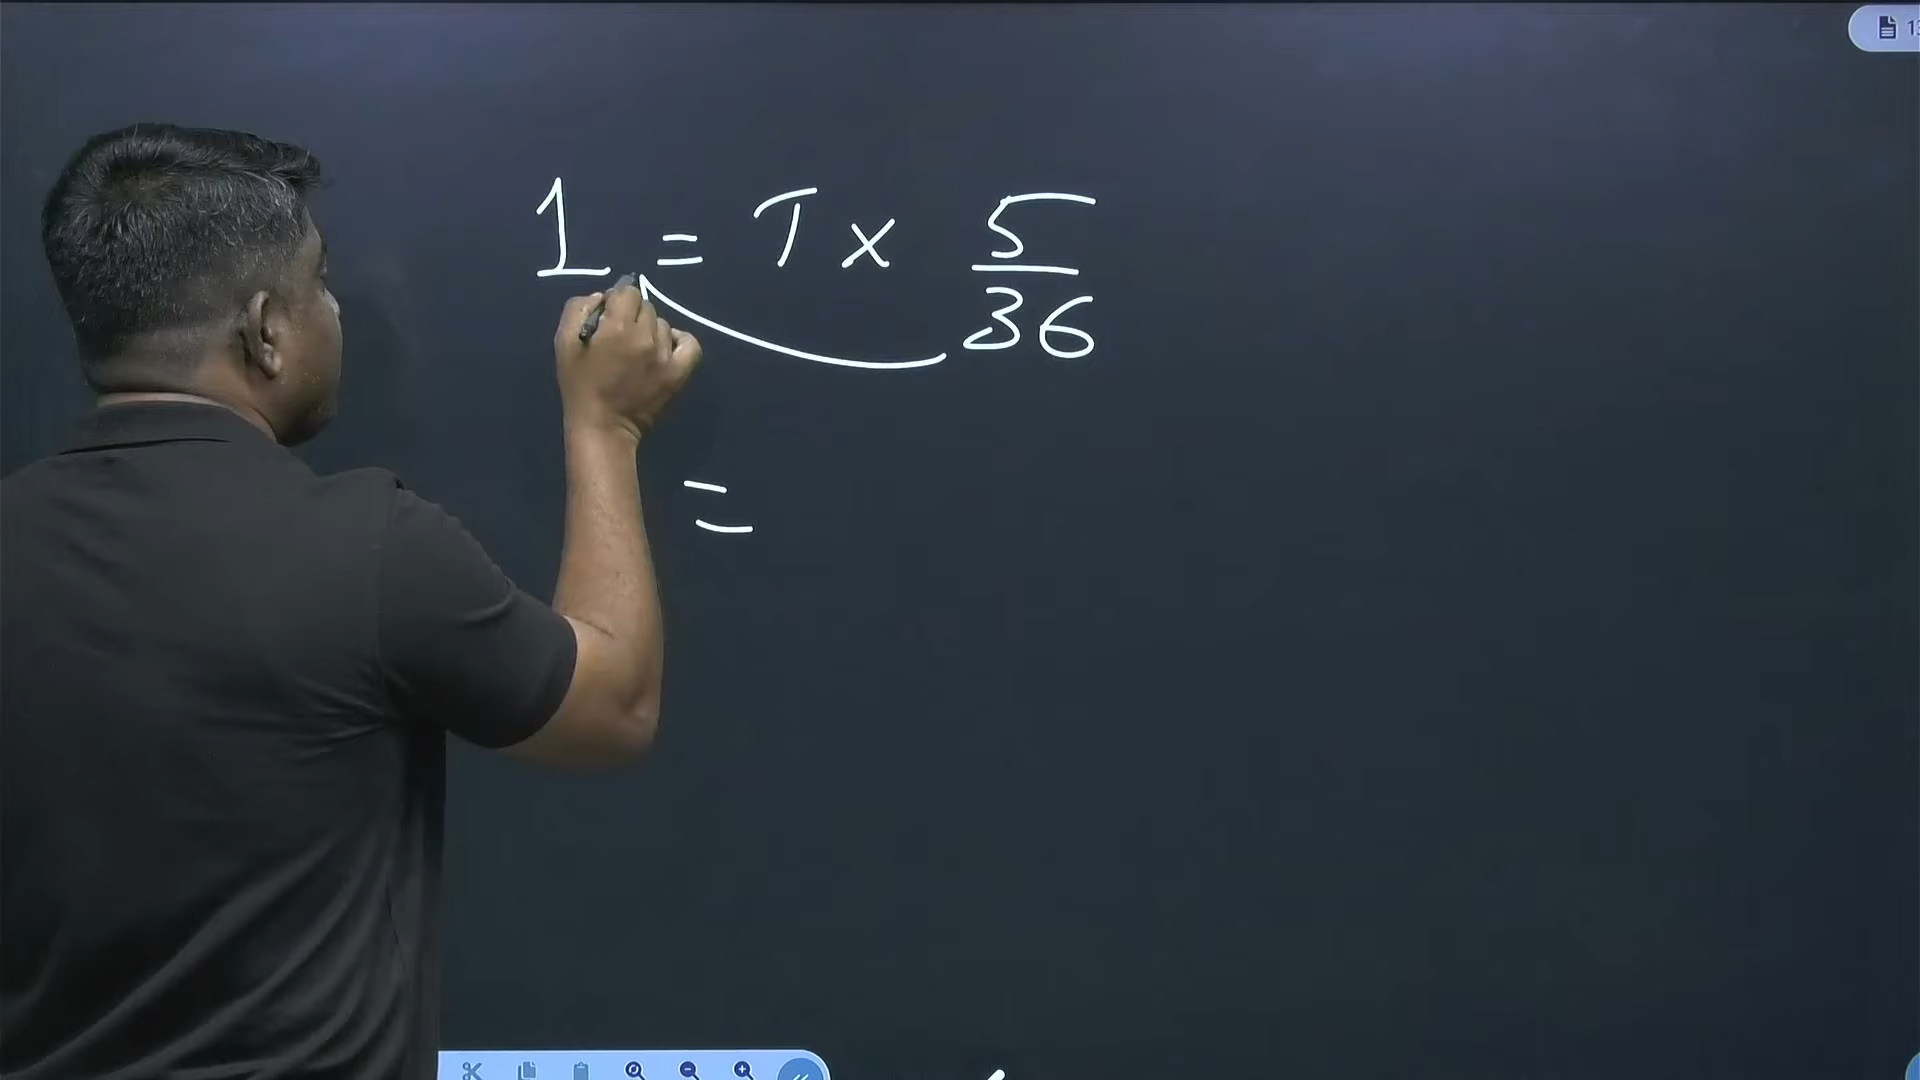 1 = T × 5/36
=